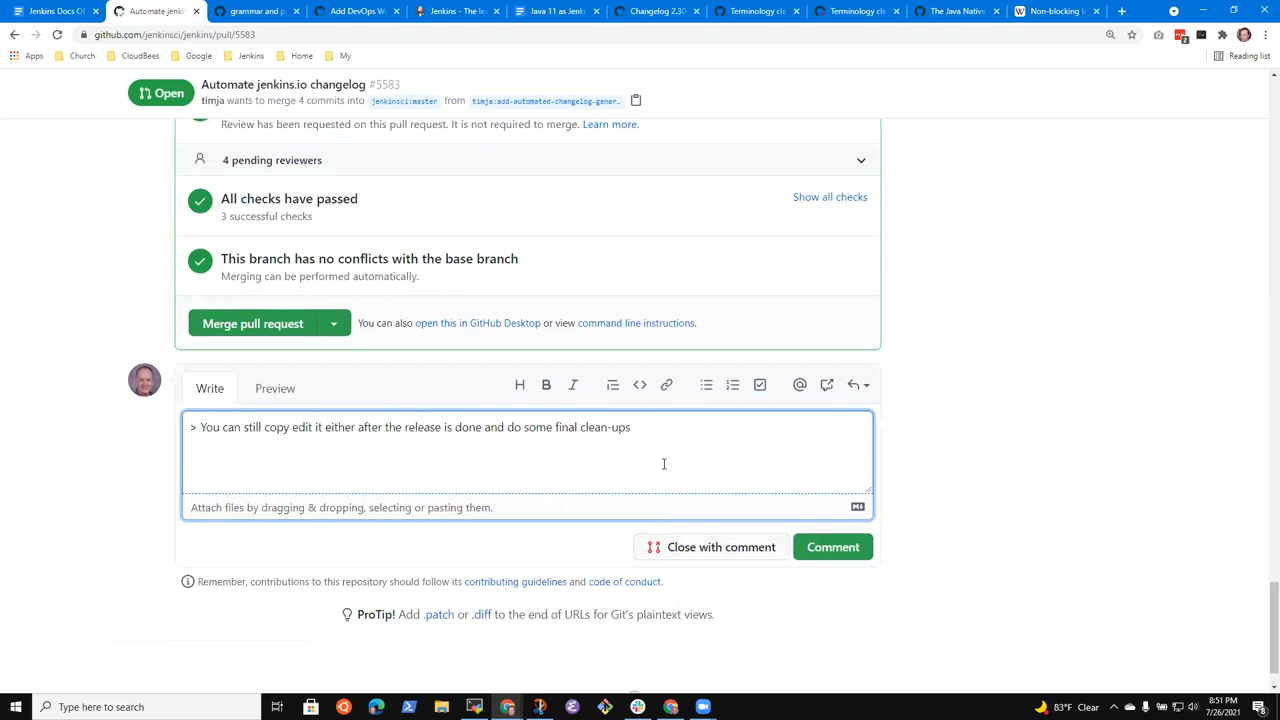 Jenkins Docs Of
Automate jenkins.io
grammar and p
Add DevOps W
Jenkins - The le
Java 11 as Jenki
Changelog 2.30
Terminology cle
Terminology cle
The Java Native
Non-blocking I/
github.com/jenkinsci/jenkins/pull/5583
2
Apps
Church
CloudBees
Google
Jenkins
Home
My
Reading list
Open
Automate jenkins.io changelog #5583
timja wants to merge 4 commits into jenkinsci:master from timja:add-automated-changelog-gener…
Review has been requested on this pull request. It is not required to merge. Learn more.
4 pending reviewers
All checks have passed
Show all checks
3 successful checks
This branch has no conflicts with the base branch
Merging can be performed automatically.
Merge pull request
You can also open this in GitHub Desktop or view command line instructions.
Write
Preview
> You can still copy edit it either after the release is done and do some final clean-ups
Attach files by dragging & dropping, selecting or pasting them.
Close with comment
Comment
Remember, contributions to this repository should follow its contributing guidelines and code of conduct.
ProTip! Add .patch or .diff to the end of URLs for Git's plaintext views.
Type here to search
83°F Clear
8:51 PM
7/26/2021
8